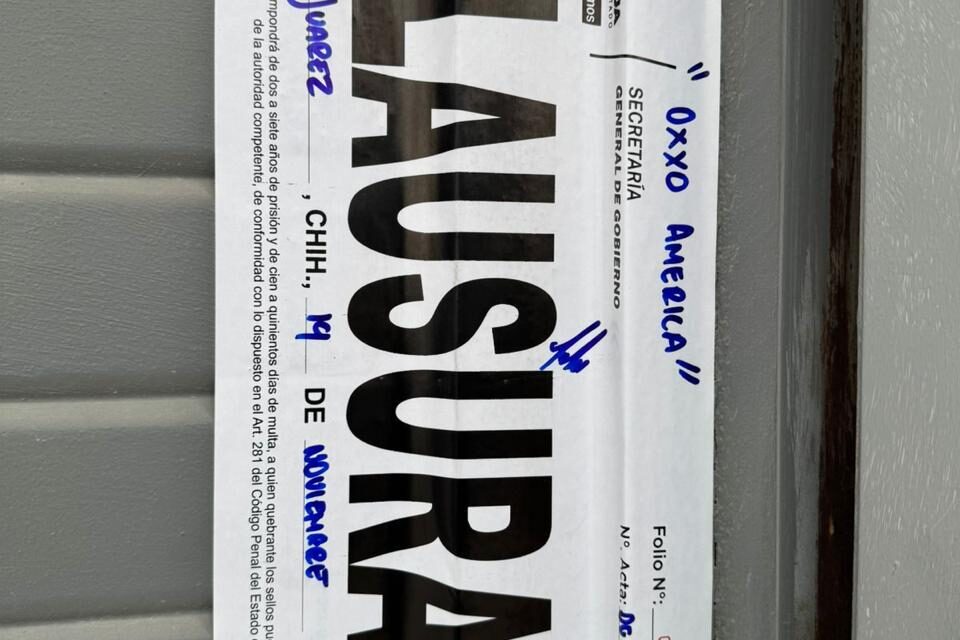 "OXXO AMERICA"
Folio N°:
SECRETARÍA
GENERAL DE GOBIERNO
N°. Acta: DG
LAUSURA
JUAREZ, CHIH., 19 DE NOVIEMBRE
mpondrá de dos a siete años de prisión y de cien a quinientos días de multa, a quien quebrante los sellos pu
de la autoridad competente, de conformidad con lo dispuesto en el Art. 281 del Código Penal del Estado